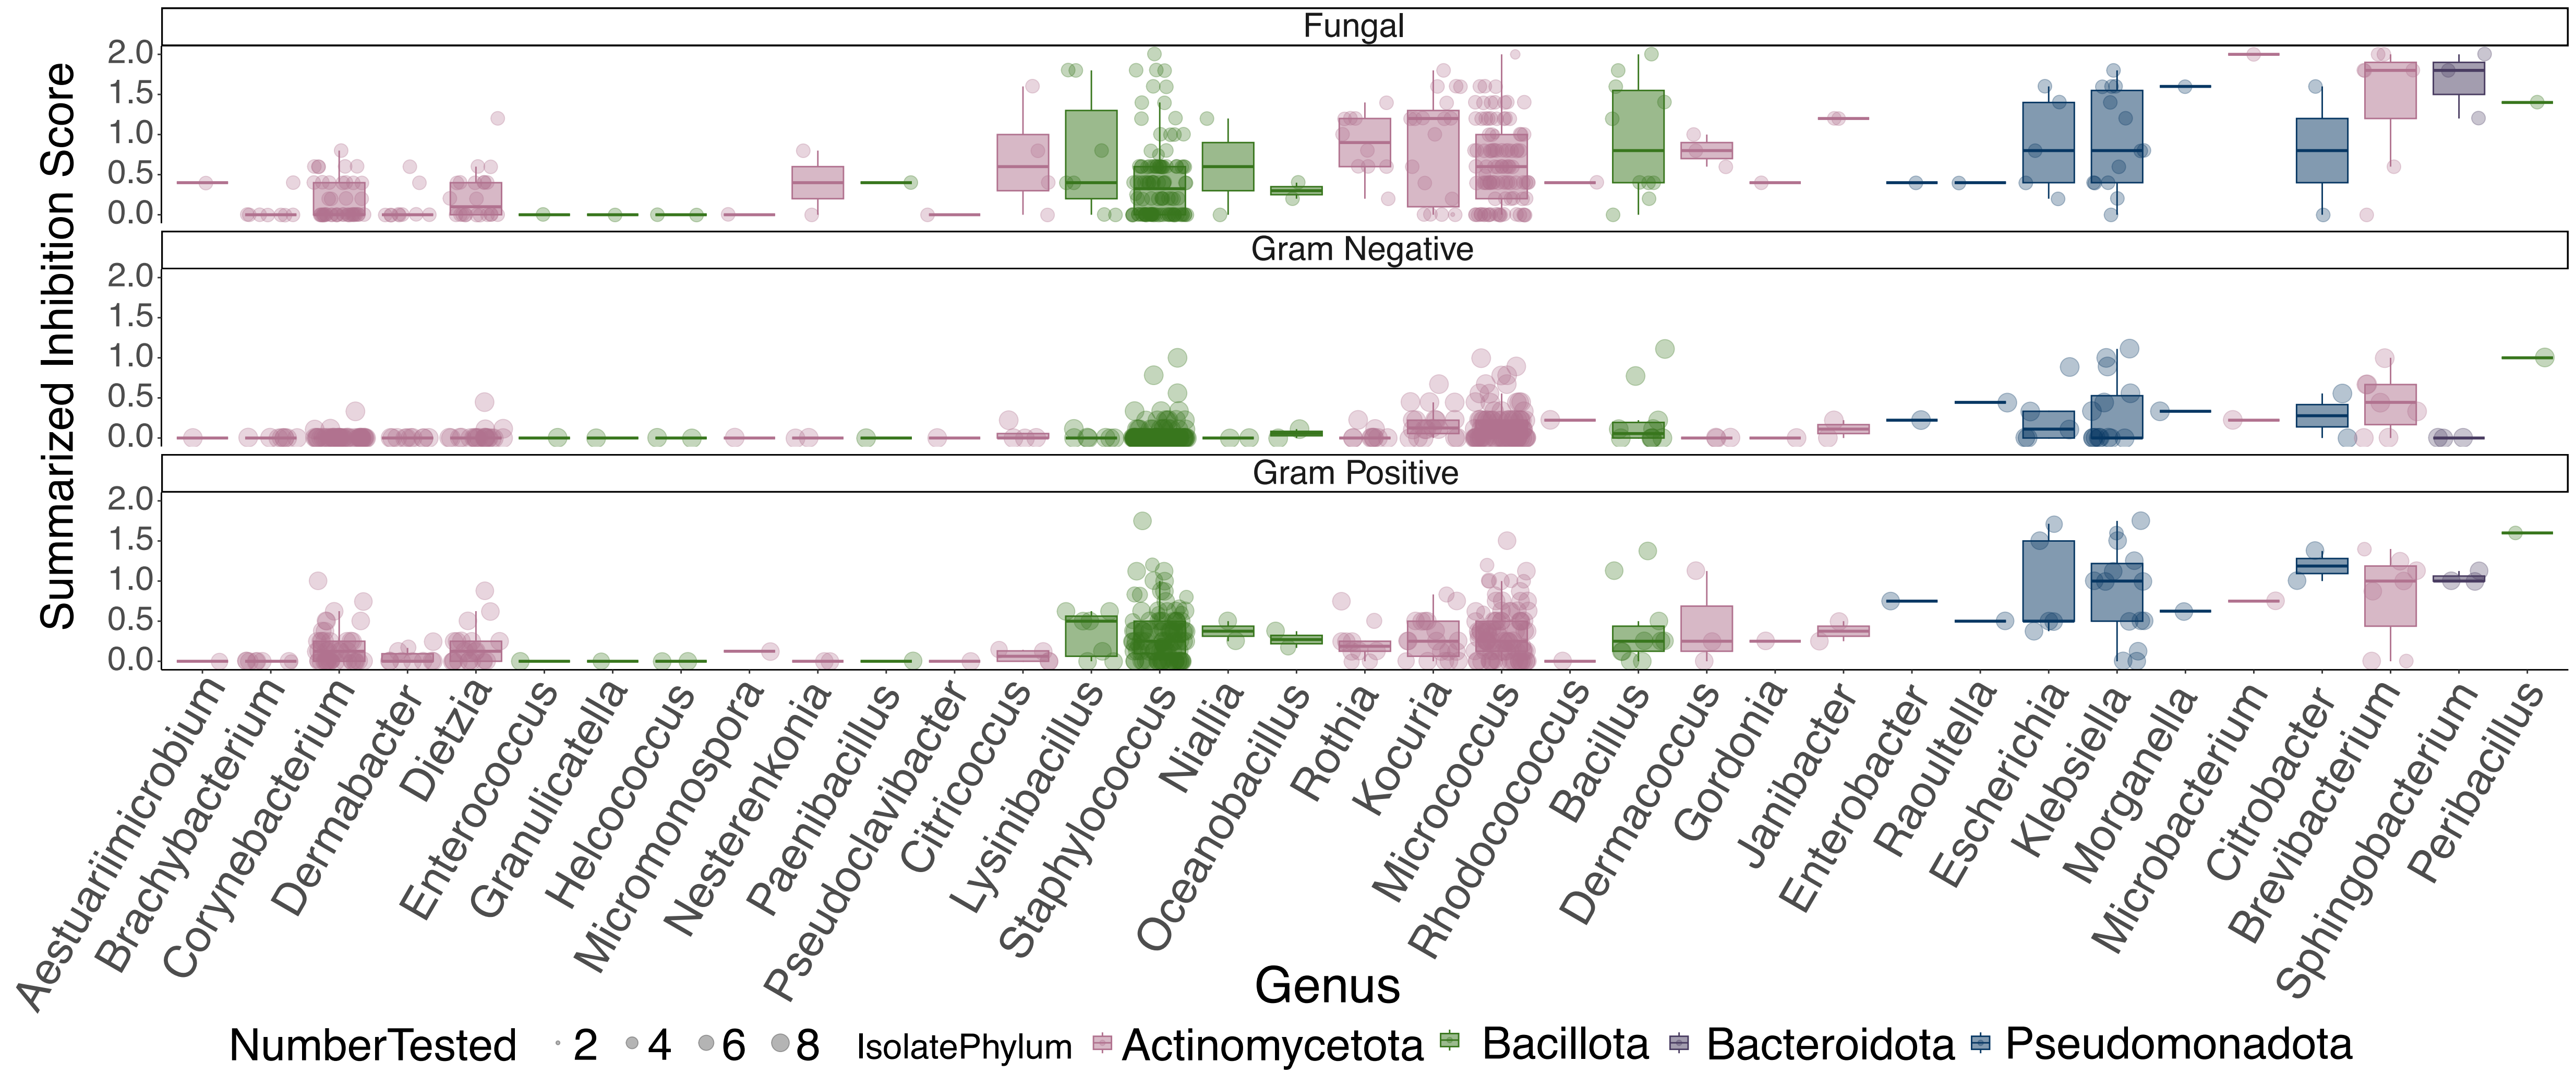 Fungal
2.0
1.5
1.0
0.5
0.0
Gram Negative
2.0
1.5
1.0
0.5
0.0
Gram Positive
2.0
1.5
1.0
0.5
0.0
Summarized Inhibition Score
Aestuariimicrobium
Brachybacterium
Corynebacterium
Dermabacter
Dietzia
Enterococcus
Granulicatella
Helcococcus
Micromonospora
Nesterenkonia
Paenibacillus
Pseudoclavibacter
Citricoccus
Lysinibacillus
Staphylococcus
Niallia
Oceanobacillus
Rothia
Kocuria
Micrococcus
Rhodococcus
Bacillus
Dermacoccus
Gordonia
Janibacter
Enterobacter
Raoultella
Escherichia
Klebsiella
Morganella
Microbacterium
Citrobacter
Brevibacterium
Sphingobacterium
Peribacillus
Genus
NumberTested 2 4 6 8 IsolatePhylum Actinomycetota Bacillota Bacteroidota Pseudomonadota